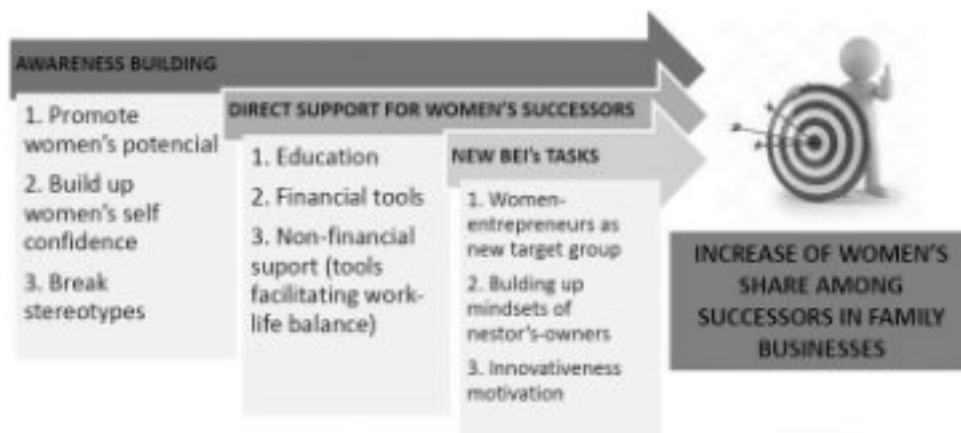 AWARENESS BUILDING
1. Promote
women's potencial
2. Build up
women's self
confidence
3. Break
stereotypes
DIRECT SUPPORT FOR WOMEN'S SUCCESSORS
1. Education
2. Financial tools
3. Non-financial
suport (tools
facilitating work-
life balance)
NEW BEI's TASKS
1. Women-
entrepreneurs as
new target group
2. Bulding up
mindsets of
nestor's-owners
3. Innovativeness
motivation
INCREASE OF WOMEN'S
SHARE AMONG
SUCCESSORS IN FAMILY
BUSINESSES